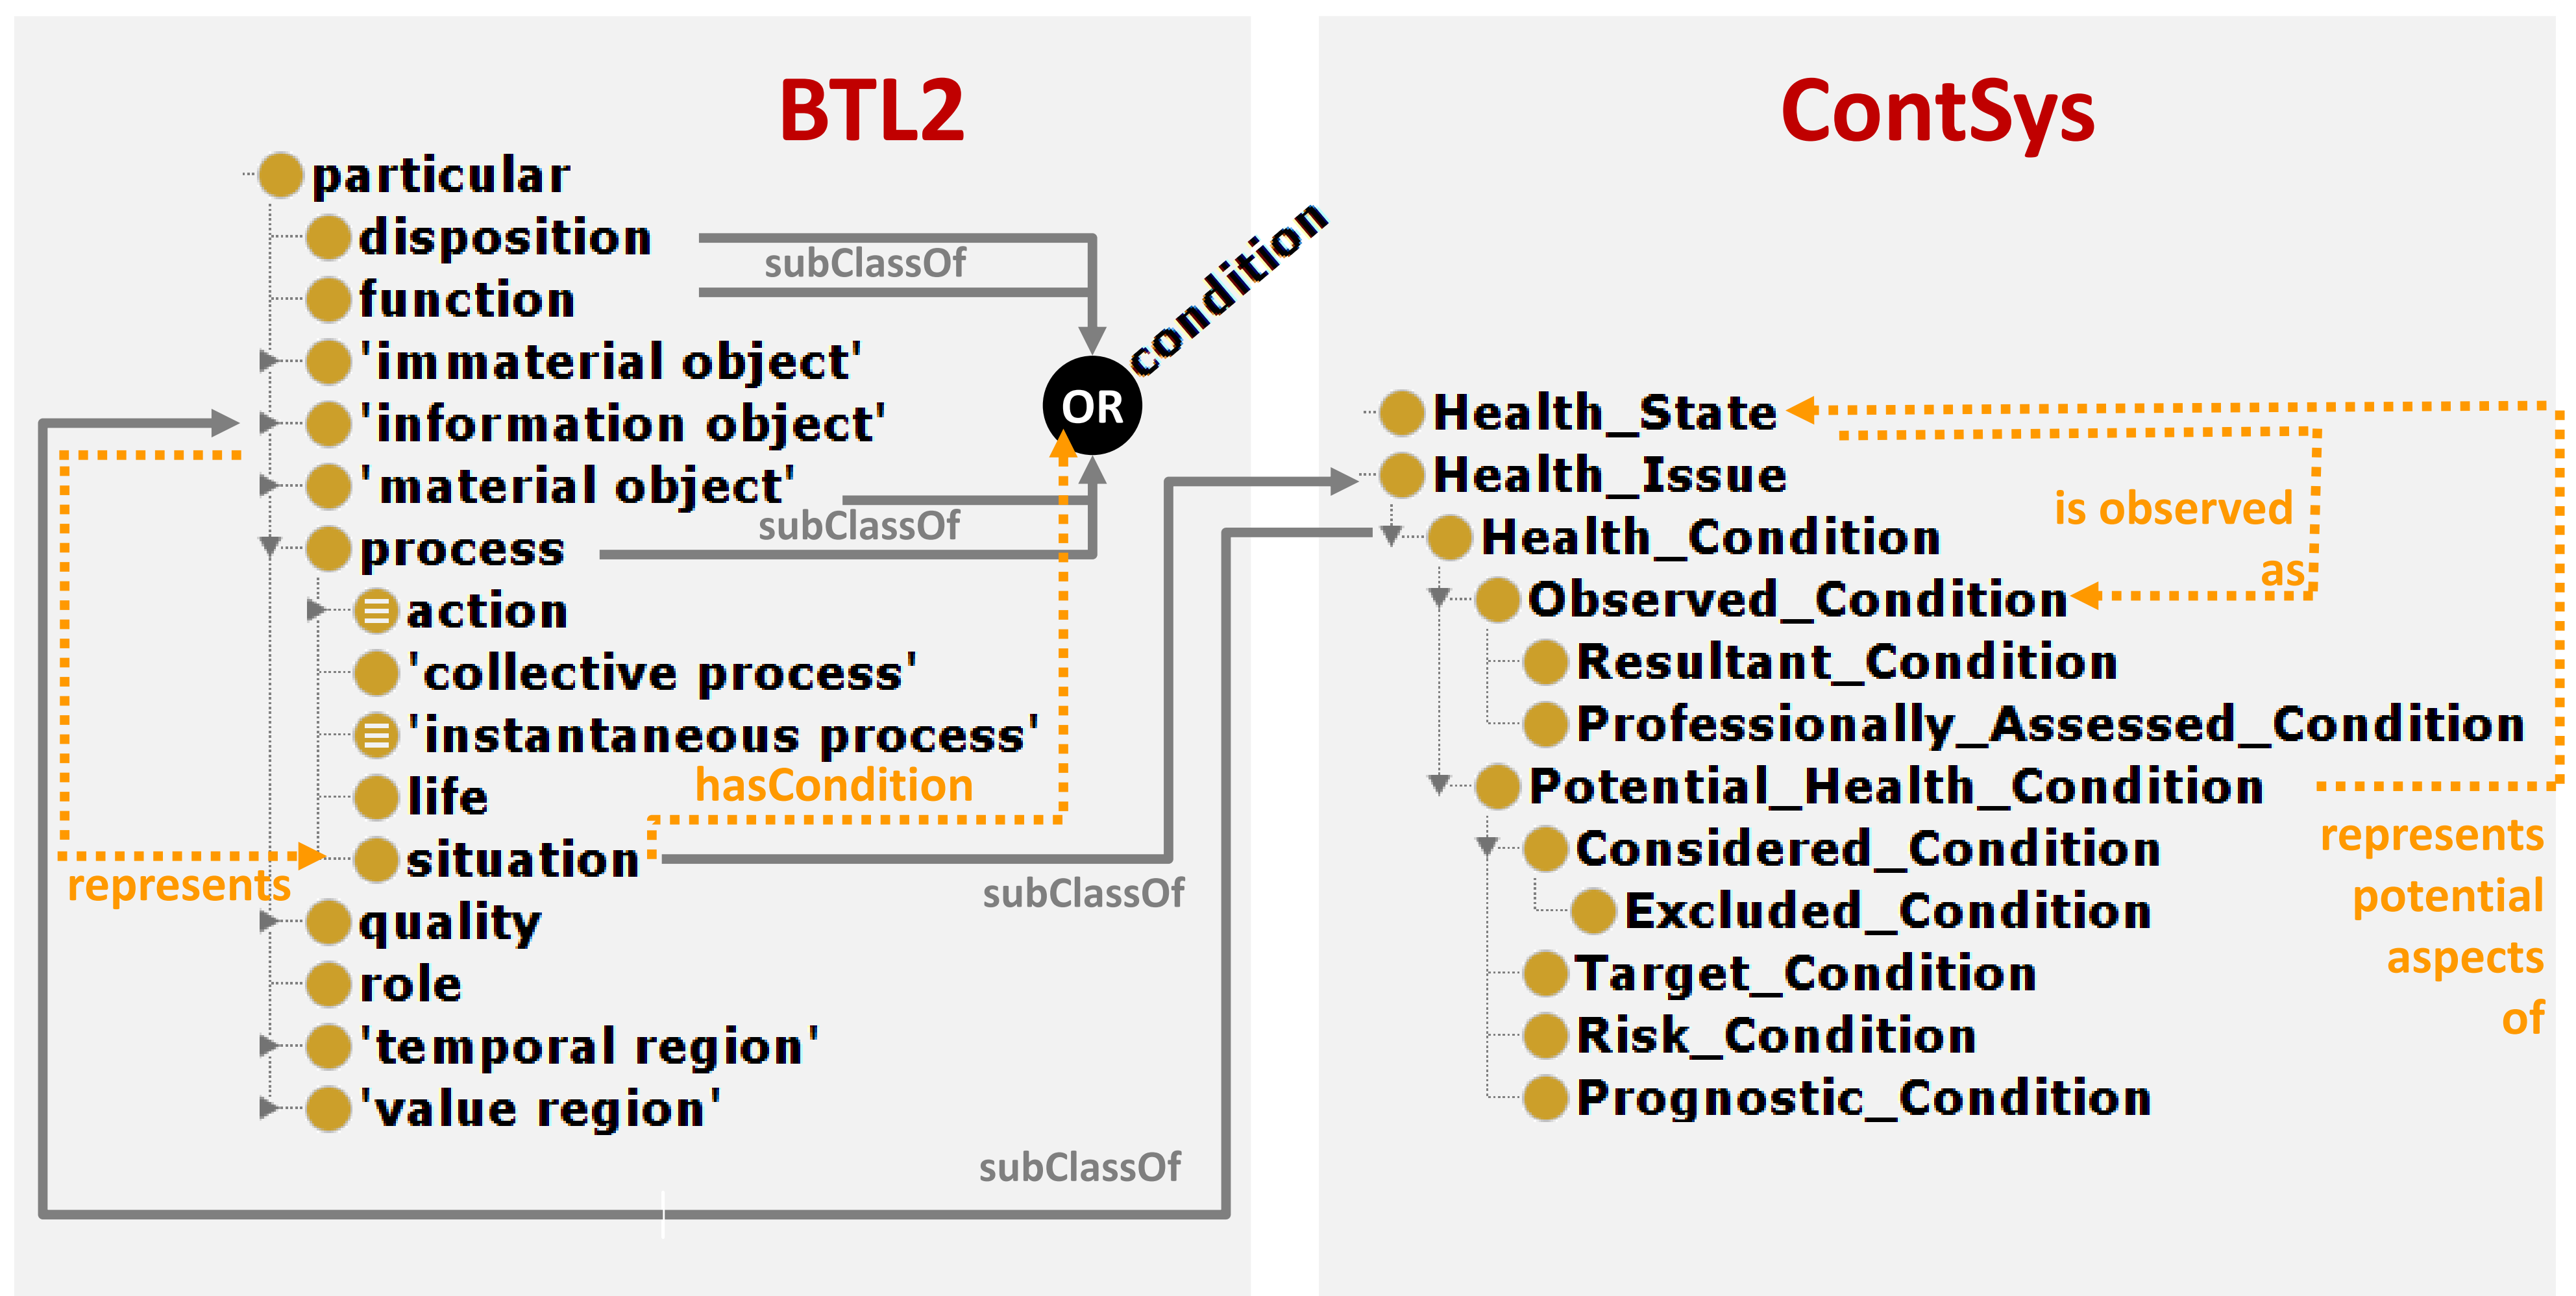 BTL2
particular
disposition
subClassOf
function
'immaterial object'
'information object'
'material object'
subClassOf
process
action
'collective process'
'instantaneous process'
hasCondition
life
situation
represents
subClassOf
quality
role
'temporal region'
'value region'
subClassOf
condition
OR
ContSys
Health_State
Health_Issue
is observed
as
Health_Condition
Observed_Condition
Resultant_Condition
Professionally_Assessed_Condition
Potential_Health_Condition
represents
potential
aspects
of
Considered_Condition
Excluded_Condition
Target_Condition
Risk_Condition
Prognostic_Condition